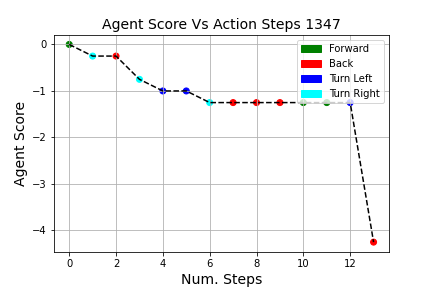 Agent Score Vs Action Steps 1347
Forward
Back
Turn Left
Turn Right
Agent Score
0
−1
−2
−3
−4
0 2 4 6 8 10 12
Num. Steps